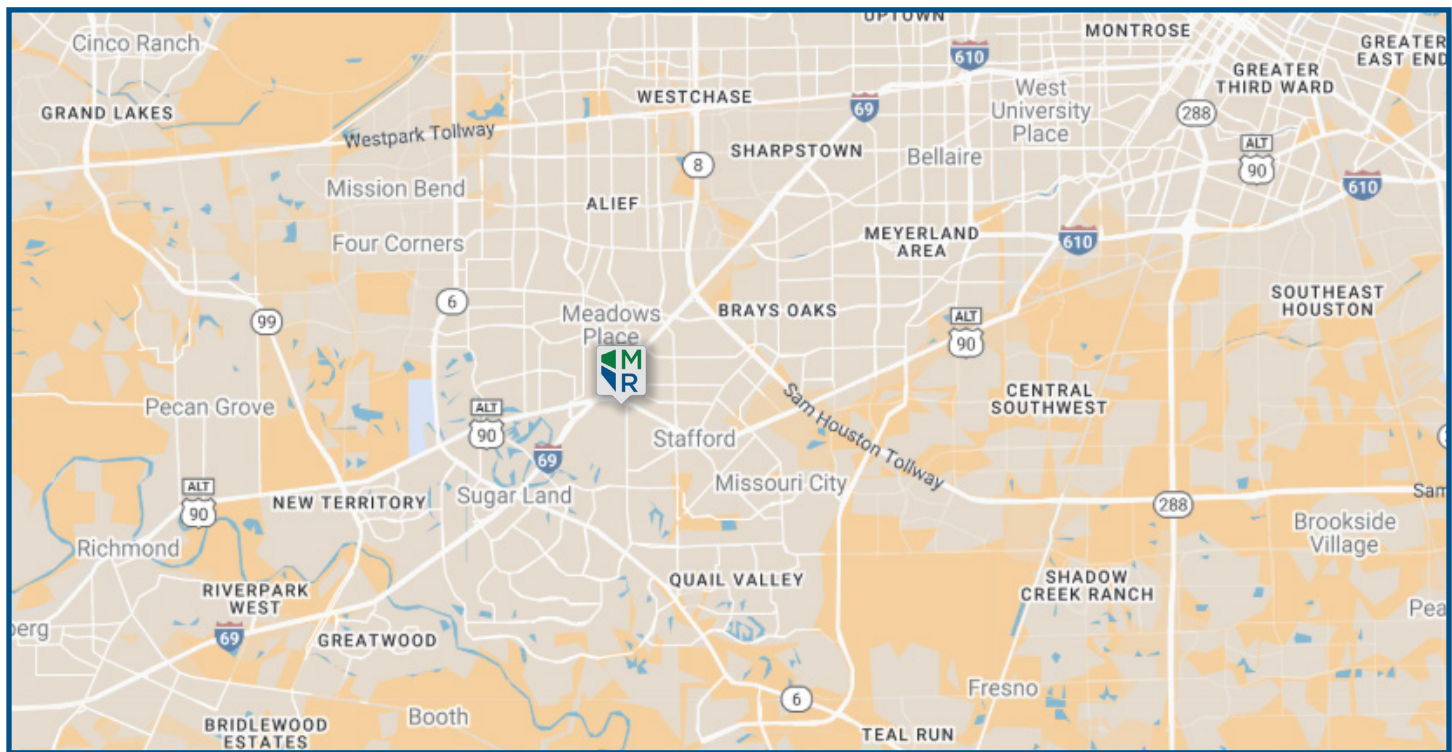 UPTOWN
MONTROSE
Cinco Ranch
GREATER
EAST END
610
GREATER
THIRD WARD
West
University
Place
WESTCHASE
69
GRAND LAKES
288
Westpark Tollway
SHARPSTOWN
Bellaire
ALT
90
8
Mission Bend
610
ALIEF
Four Corners
MEYERLAND
AREA
610
6
SOUTHEAST
HOUSTON
99
Meadows
Place
BRAYS OAKS
ALT
90
M
R
CENTRAL
SOUTHWEST
Pecan Grove
ALT
90
Sam Houston Tollway
Stafford
69
Missouri City
Sugar Land
NEW TERRITORY
ALT
90
288
Sam
Brookside
Village
Richmond
RIVERPARK
WEST
QUAIL VALLEY
SHADOW
CREEK RANCH
Pea
berg
69
GREATWOOD
Fresno
6
Booth
BRIDLEWOOD
ESTATES
TEAL RUN